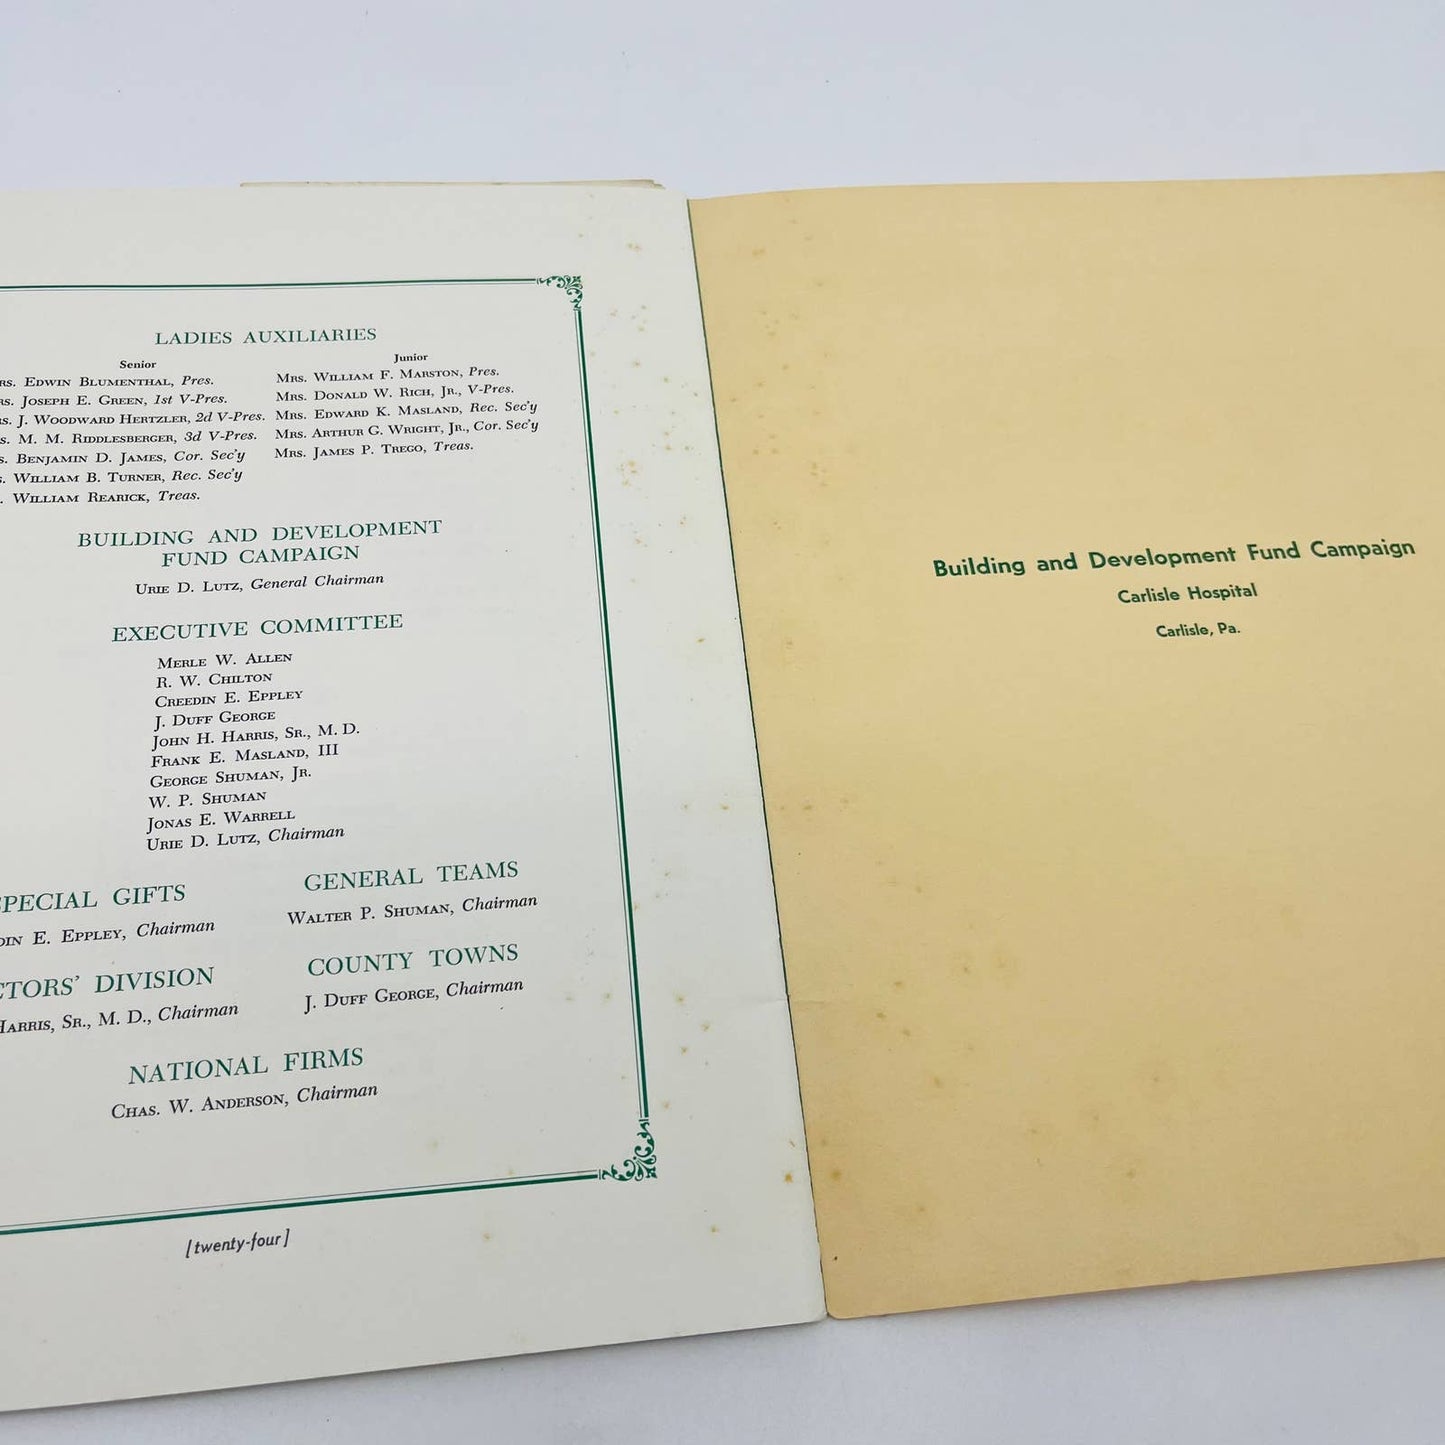 LADIES AUXILIARIES
Senior
Edwin Blumenthal, Pres.
Joseph E. Green, 1st V-Pres.
J. Woodward Hertzler, 2d V-Pres.
M. M. Riddlesberger, 3d V-Pres.
Benjamin D. James, Cor. Sec'y
William B. Turner, Rec. Sec'y
William Rearick, Treas.
Junior
Mrs. William F. Marston, Pres.
Mrs. Donald W. Rich, Jr., V-Pres.
Mrs. Edward K. Masland, Rec. Sec'y
Mrs. Arthur G. Wright, Jr., Cor. Sec'y
Mrs. James P. Trego, Treas.
BUILDING AND DEVELOPMENT
FUND CAMPAIGN
Urie D. Lutz, General Chairman
EXECUTIVE COMMITTEE
Merle W. Allen
R. W. Chilton
Creedin E. Eppley
J. Duff George
John H. Harris, Sr., M. D.
Frank E. Masland, III
George Shuman, Jr.
W. P. Shuman
Jonas E. Warrell
Urie D. Lutz, Chairman
SPECIAL GIFTS
E. Eppley, Chairman
GENERAL TEAMS
Walter P. Shuman, Chairman
DIVISION
Harris, Sr., M. D., Chairman
COUNTY TOWNS
J. Duff George, Chairman
NATIONAL FIRMS
Chas. W. Anderson, Chairman
[twenty-four]
Building and Development Fund Campaign
Carlisle Hospital
Carlisle, Pa.